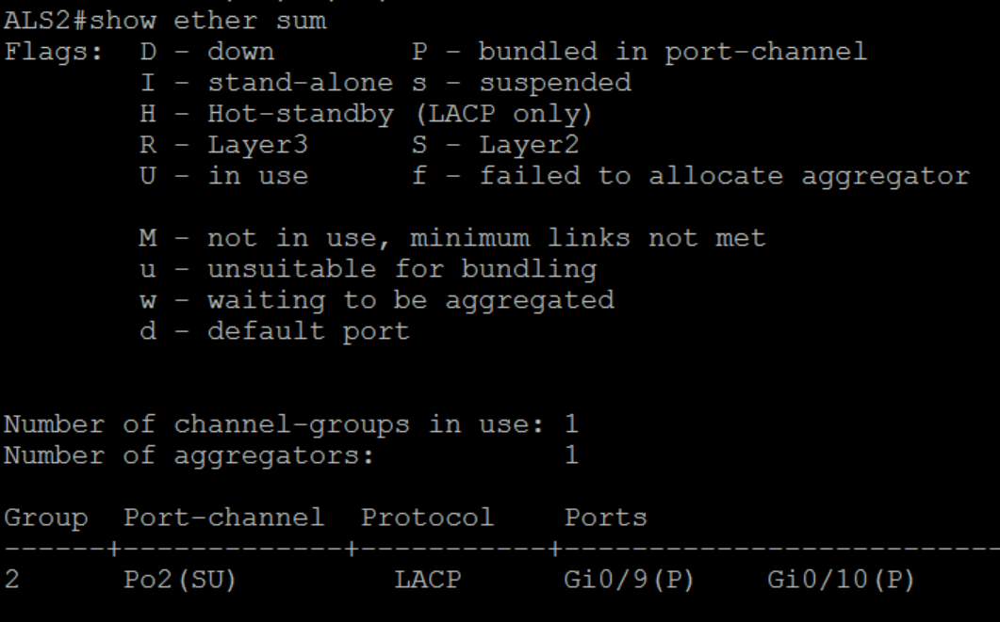 ALS2#show ether sum
Flags:  D - down        P - bundled in port-channel
        I - stand-alone s - suspended
        H - Hot-standby (LACP only)
        R - Layer3      S - Layer2
        U - in use      f - failed to allocate aggregator
        M - not in use, minimum links not met
        u - unsuitable for bundling
        w - waiting to be aggregated
        d - default port
Number of channel-groups in use: 1
Number of aggregators:           1
Group  Port-channel  Protocol    Ports
------+-------------+-----------+--------------------------
2      Po2(SU)         LACP      Gi0/9(P)    Gi0/10(P)